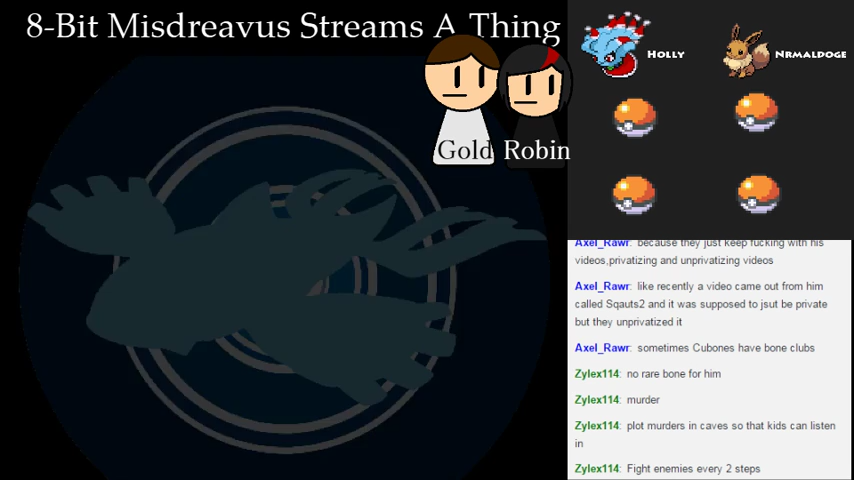 8-Bit Misdreavus Streams A Thing
Gold Robin
Holly
Nrmaldoge
Axel_Rawr: because they just keep fucking with his
videos,privatizing and unprivatizing videos
Axel_Rawr: like recently a video came out from him
called Sqauts2 and it was supposed to jsut be private
but they unprivatized it
Axel_Rawr: sometimes Cubones have bone clubs
Zylex114: no rare bone for him
Zylex114: murder
Zylex114: plot murders in caves so that kids can listen
in
Zylex114: Fight enemies every 2 steps